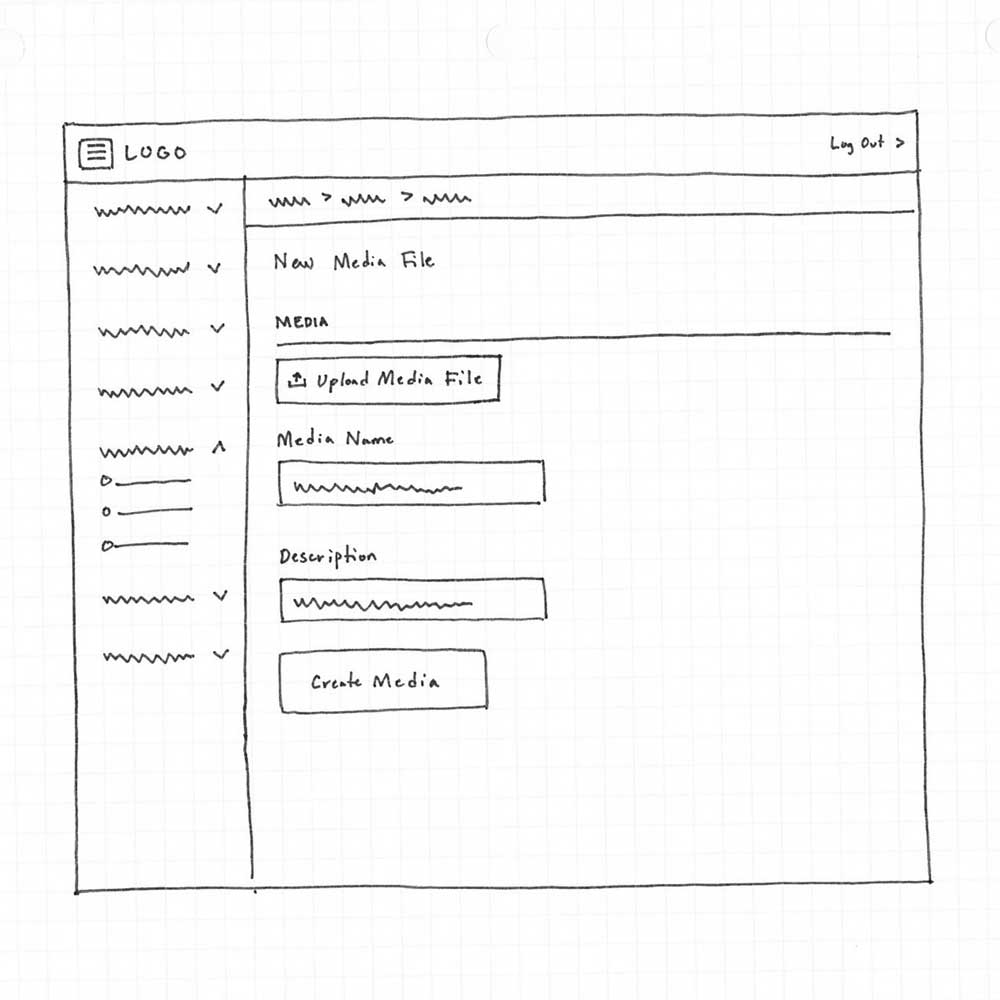 LOGO
Log Out >
> >
New Media File
MEDIA
Upload Media File
Media Name
Description
Create Media